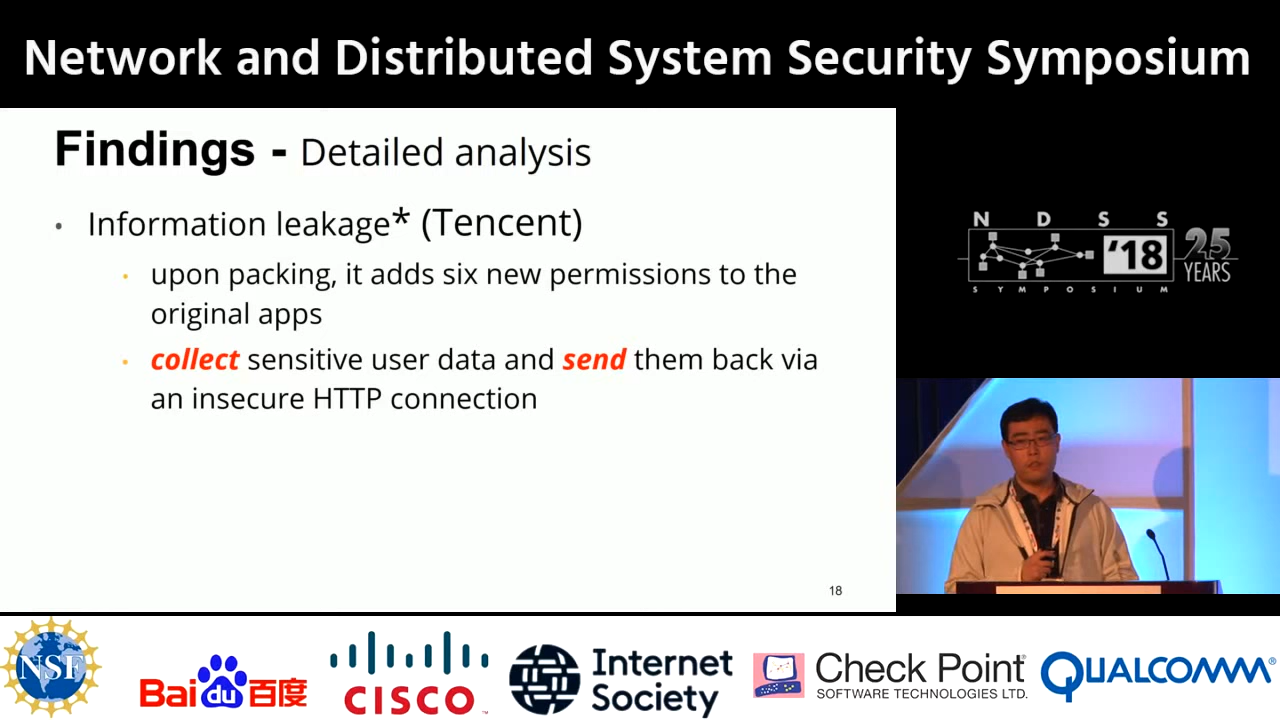 Network and Distributed System Security Symposium
Findings - Detailed analysis
• Information leakage* (Tencent)
• upon packing, it adds six new permissions to the
original apps
• collect sensitive user data and send them back via
an insecure HTTP connection
18
N D S S
'18
25
YEARS
SYMPOSIUM
NSF
Bai du 百度
CISCO
Internet
Society
Check Point
SOFTWARE TECHNOLOGIES LTD.
QUALCOMM®